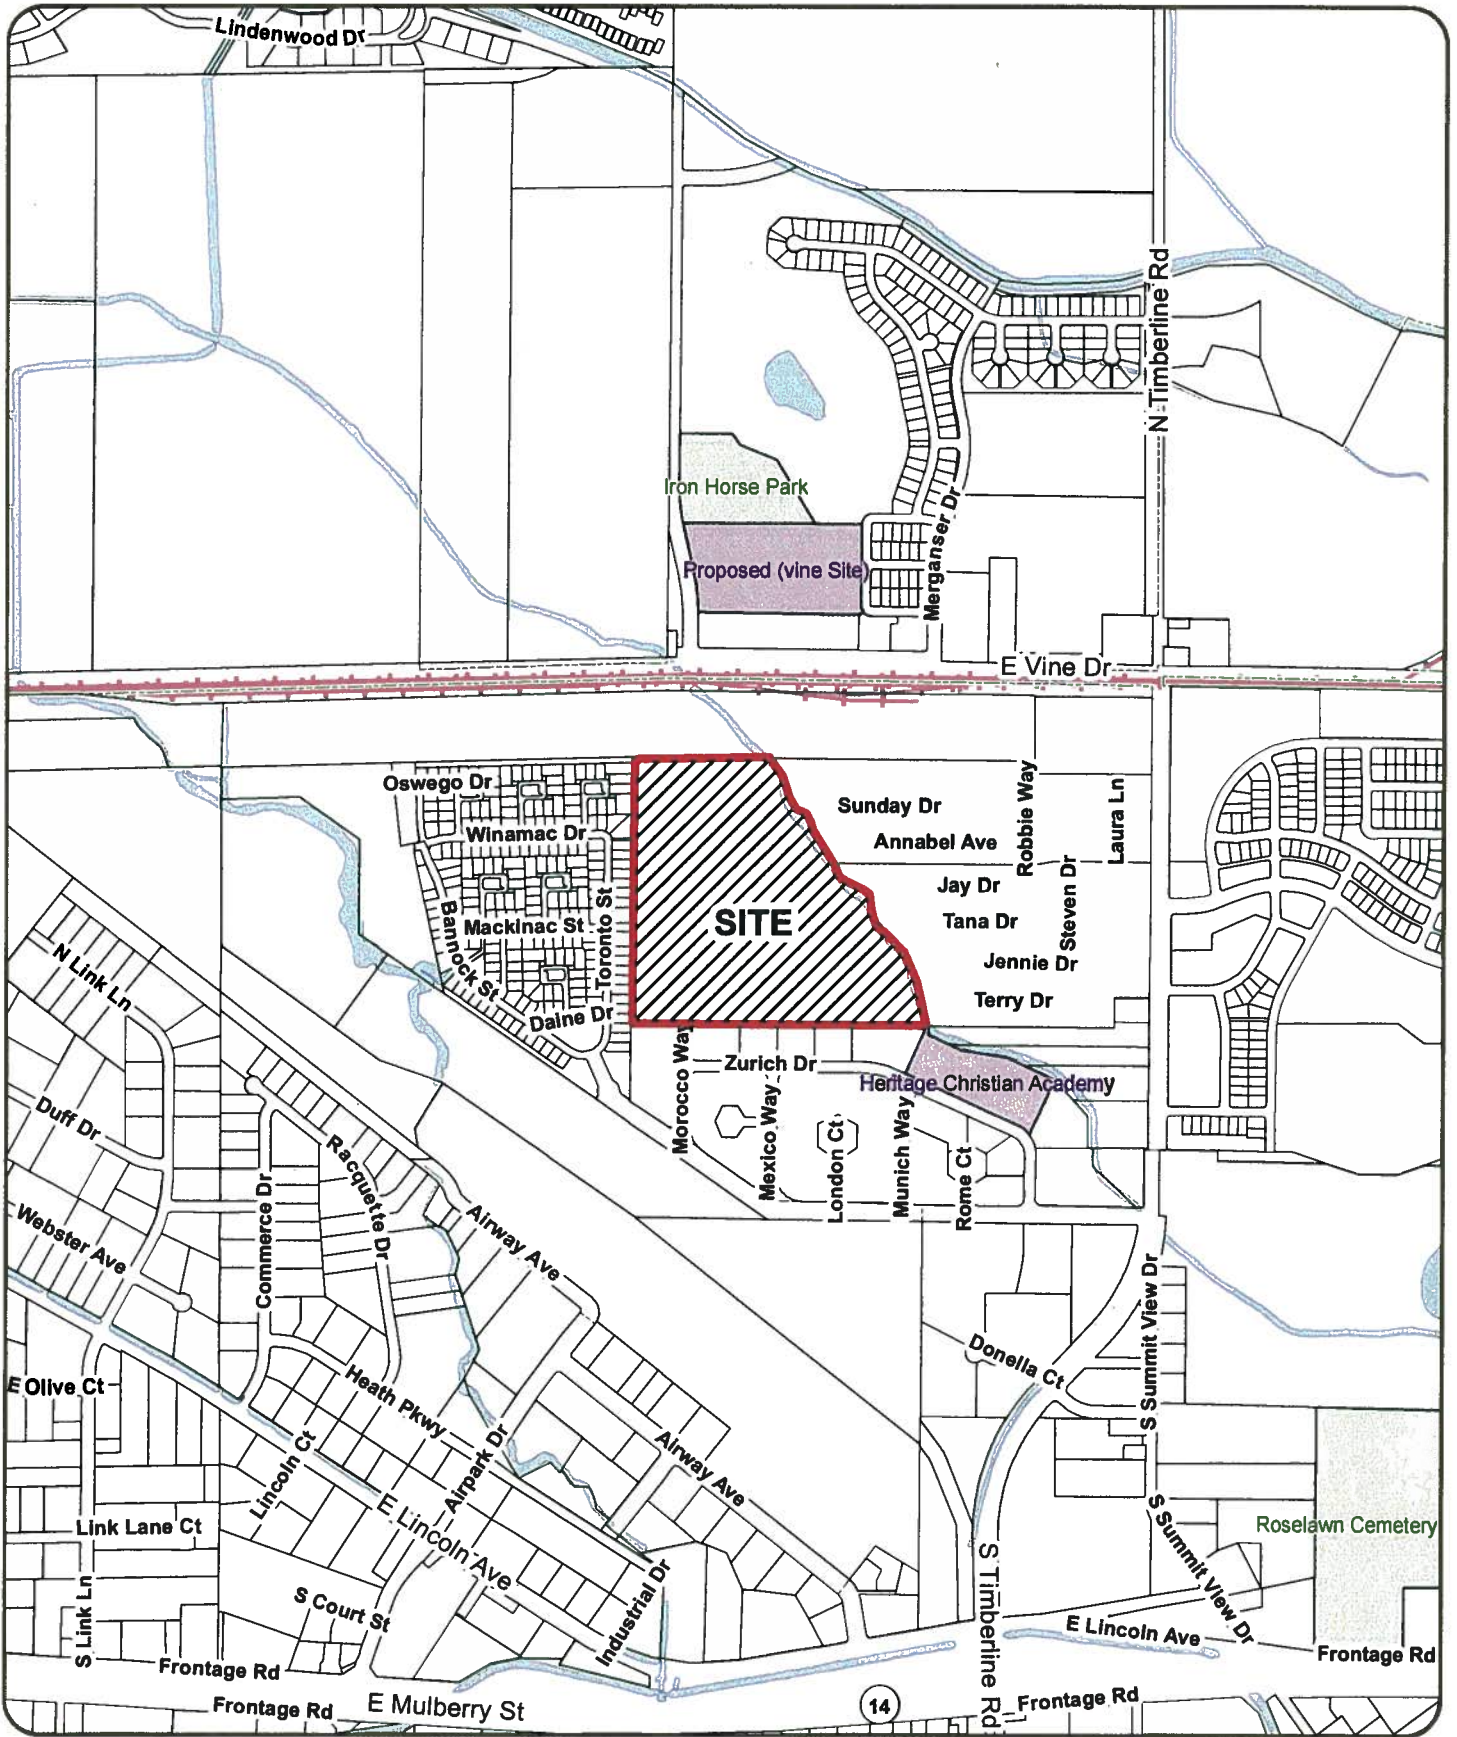 Lindenwood Dr
N Timberline Rd
Iron Horse Park
Merganser Dr
Proposed (vine Site)
E Vine Dr
Oswego Dr
Winamac Dr
Bannock St
Mackinac St
Toronto St
Daine Dr
SITE
Sunday Dr
Annabel Ave
Robbie Way
Laura Ln
Jay Dr
Tana Dr
Steven Dr
Jennie Dr
Terry Dr
N Link Ln
Morocco Way
Zurich Dr
Heritage Christian Academy
Mexico Way
London Ct
Munich Way
Rome Ct
Duff Dr
Racquette Dr
Commerce Dr
Webster Ave
Airway Ave
S Summit View Dr
Donella Ct
E Olive Ct
Heath Pkwy
Airpark Dr
Airway Ave
Lincoln Ct
E Lincoln Ave
Link Lane Ct
S Summit View Dr
Roselawn Cemetery
S Link Ln
S Court St
Industrial Dr
S Timberline Rd
E Lincoln Ave
Frontage Rd
Frontage Rd
Frontage Rd
E Mulberry St
14
Frontage Rd